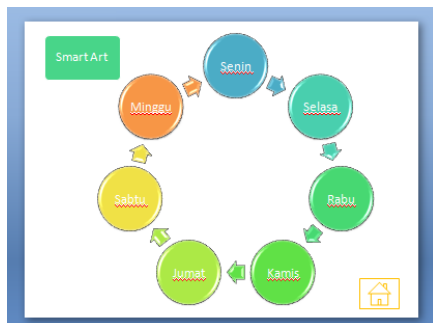 Smart Art
Senin
Selasa
Rabu
Kamis
Jumat
Sabtu
Minggu